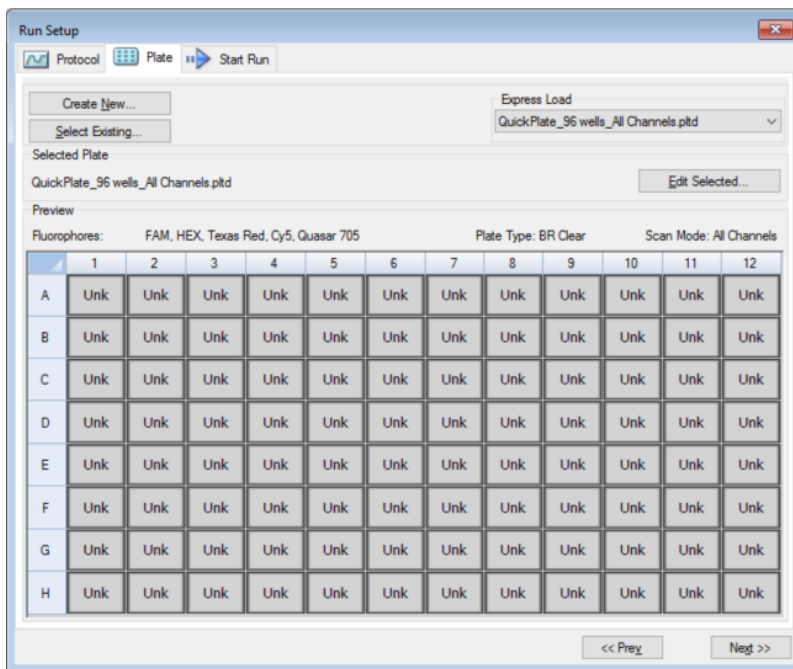 Run Setup
Protocol Plate Start Run
Create New... Express Load
Select Existing... QuickPlate_96 wells_All Channels.pltd
Selected Plate
QuickPlate_96 wells_All Channels.pltd Edit Selected...
Preview
Fluorophores: FAM, HEX, Texas Red, Cy5, Quasar 705 Plate Type: BR Clear Scan Mode: All Channels
1 2 3 4 5 6 7 8 9 10 11 12
A Unk Unk Unk Unk Unk Unk Unk Unk Unk Unk Unk Unk
B Unk Unk Unk Unk Unk Unk Unk Unk Unk Unk Unk Unk
C Unk Unk Unk Unk Unk Unk Unk Unk Unk Unk Unk Unk
D Unk Unk Unk Unk Unk Unk Unk Unk Unk Unk Unk Unk
E Unk Unk Unk Unk Unk Unk Unk Unk Unk Unk Unk Unk
F Unk Unk Unk Unk Unk Unk Unk Unk Unk Unk Unk Unk
G Unk Unk Unk Unk Unk Unk Unk Unk Unk Unk Unk Unk
H Unk Unk Unk Unk Unk Unk Unk Unk Unk Unk Unk Unk
<< Prev Next >>